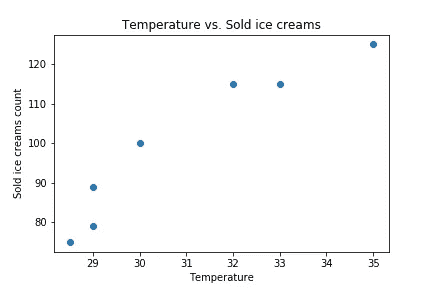 Temperature vs. Sold ice creams
120
110
100
90
80
Sold ice creams count
29 30 31 32 33 34 35
Temperature